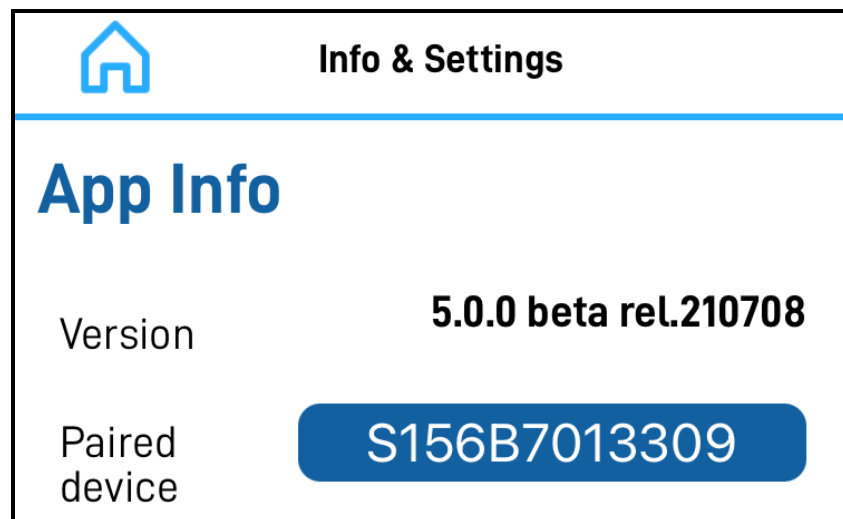 Info & Settings
App Info
Version
5.0.0 beta rel.210708
Paired
device
S156B7013309